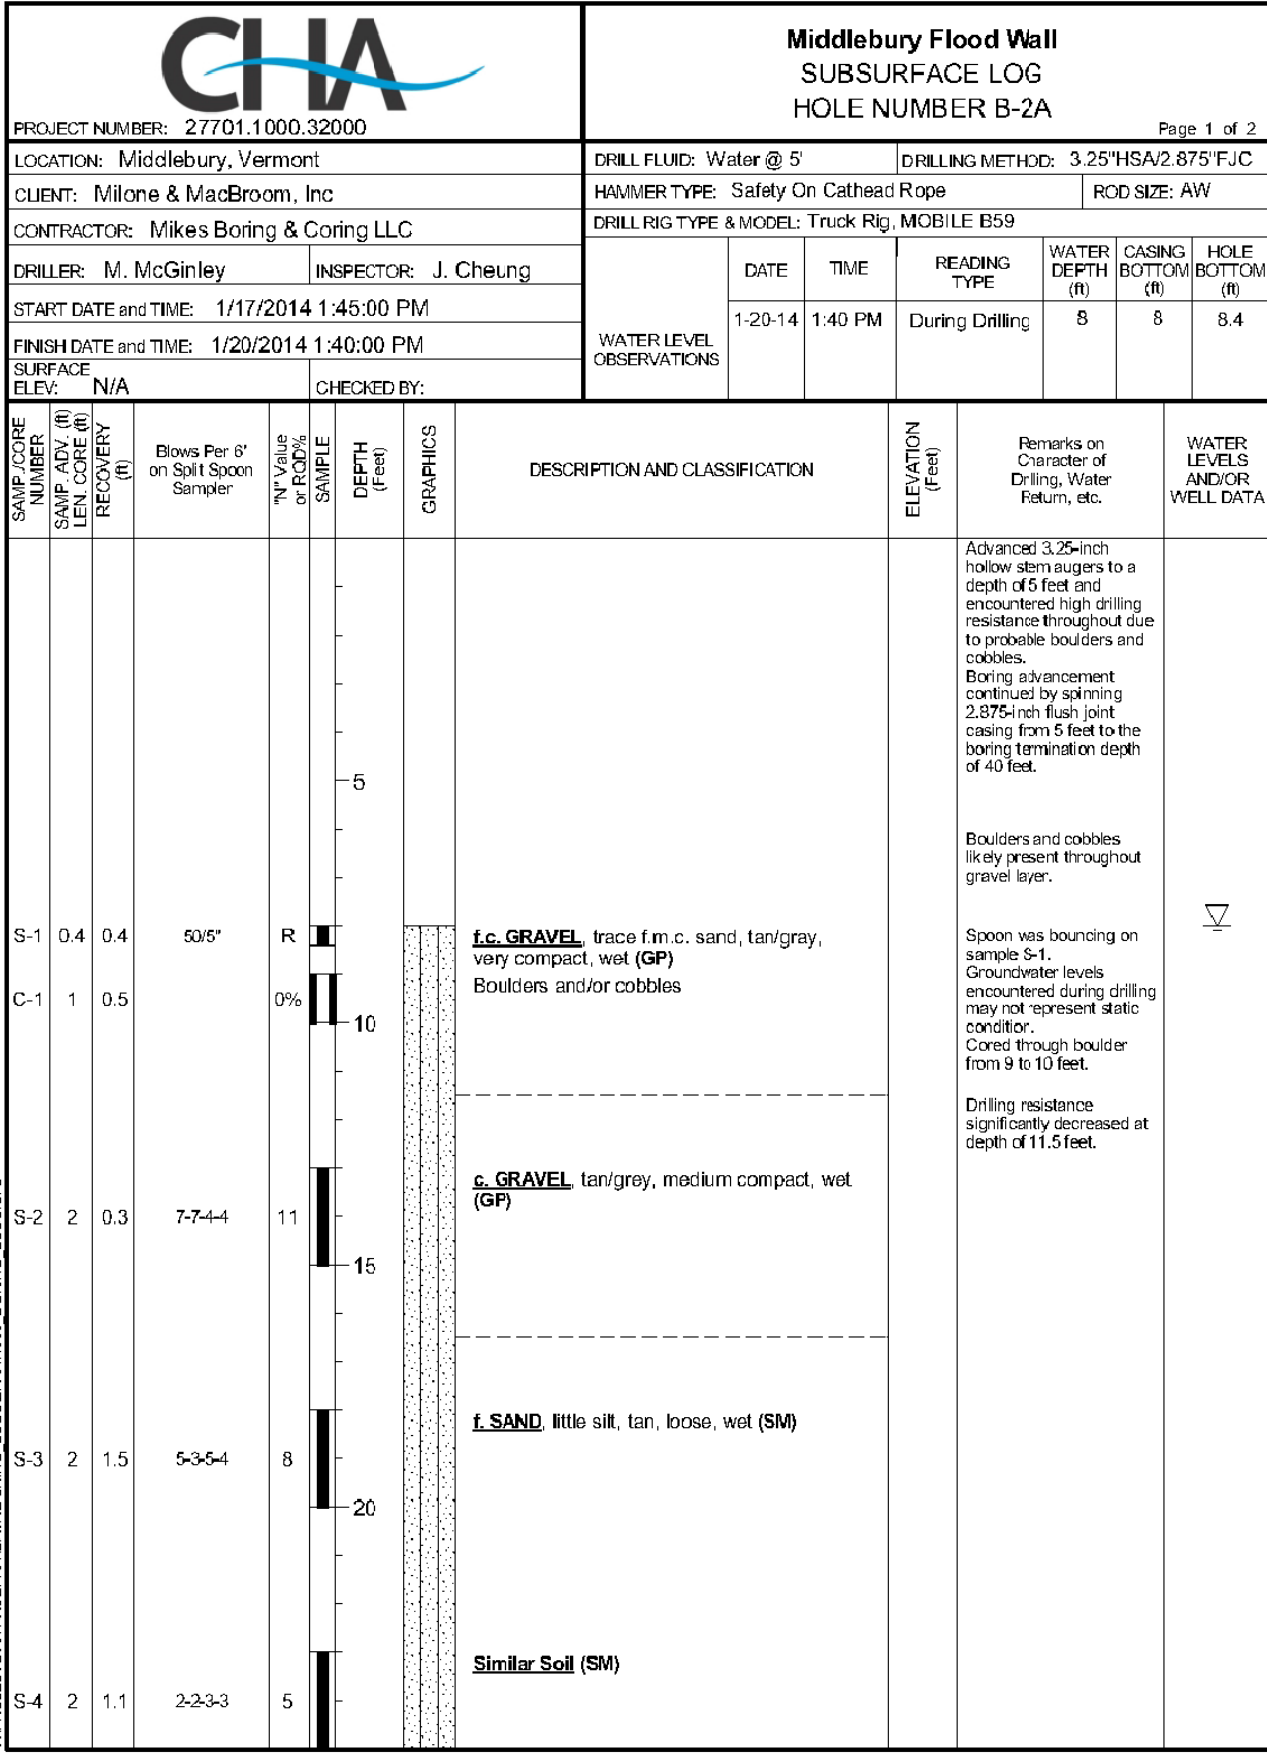 CHA
PROJECT NUMBER: 27701.1000.32000
Middlebury Flood Wall
SUBSURFACE LOG
HOLE NUMBER B-2A
Page 1 of 2
LOCATION: Middlebury, Vermont
CLIENT: Milone & MacBroom, Inc
CONTRACTOR: Mikes Boring & Coring LLC
DRILLER: M. McGinley
INSPECTOR: J. Cheung
START DATE and TIME: 1/17/2014 1:45:00 PM
FINISH DATE and TIME: 1/20/2014 1:40:00 PM
SURFACE
ELEV: N/A
CHECKED BY:
DRILL FLUID: Water @ 5'
DRILLING METHOD: 3.25"HSA/2.875"FJC
HAMMER TYPE: Safety On Cathead Rope
ROD SIZE: AW
DRILL RIG TYPE & MODEL: Truck Rig, MOBILE B59
WATER LEVEL
OBSERVATIONS
DATE
TIME
READING
TYPE
WATER
DEPTH
(ft)
CASING
BOTTOM
(ft)
HOLE
BOTTOM
(ft)
1-20-14 1:40 PM During Drilling 8 8 8.4
SAMP./CORE
NUMBER
SAMP. ADV. (ft)
LEN. CORE (ft)
RECOVERY
(ft)
Blows Per 6"
on Split Spoon
Sampler
"N" Value
or RQD%
SAMPLE
DEPTH
(Feet)
GRAPHICS
DESCRIPTION AND CLASSIFICATION
ELEVATION
(Feet)
Remarks on
Character of
Drilling, Water
Return, etc.
WATER
LEVELS
AND/OR
WELL DATA
Advanced 3.25-inch
hollow stem augers to a
depth of 5 feet and
encountered high drilling
resistance throughout due
to probable boulders and
cobbles.
Boring advancement
continued by spinning
2.875-inch flush joint
casing from 5 feet to the
boring termination depth
of 40 feet.
5
Boulders and cobbles
likely present throughout
gravel layer.
S-1 0.4 0.4 50/5" R
f.c. GRAVEL, trace f.m.c. sand, tan/gray,
very compact, wet (GP)
Boulders and/or cobbles
Spoon was bouncing on
sample S-1.
Groundwater levels
encountered during drilling
may not represent static
condition.
Cored through boulder
from 9 to 10 feet.
C-1 1 0.5 0%
10
Drilling resistance
significantly decreased at
depth of 11.5 feet.
c. GRAVEL, tan/grey, medium compact, wet
(GP)
S-2 2 0.3 7-7-4-4 11
15
f. SAND, little silt, tan, loose, wet (SM)
S-3 2 1.5 5-3-5-4 8
20
Similar Soil (SM)
S-4 2 1.1 2-2-3-3 5